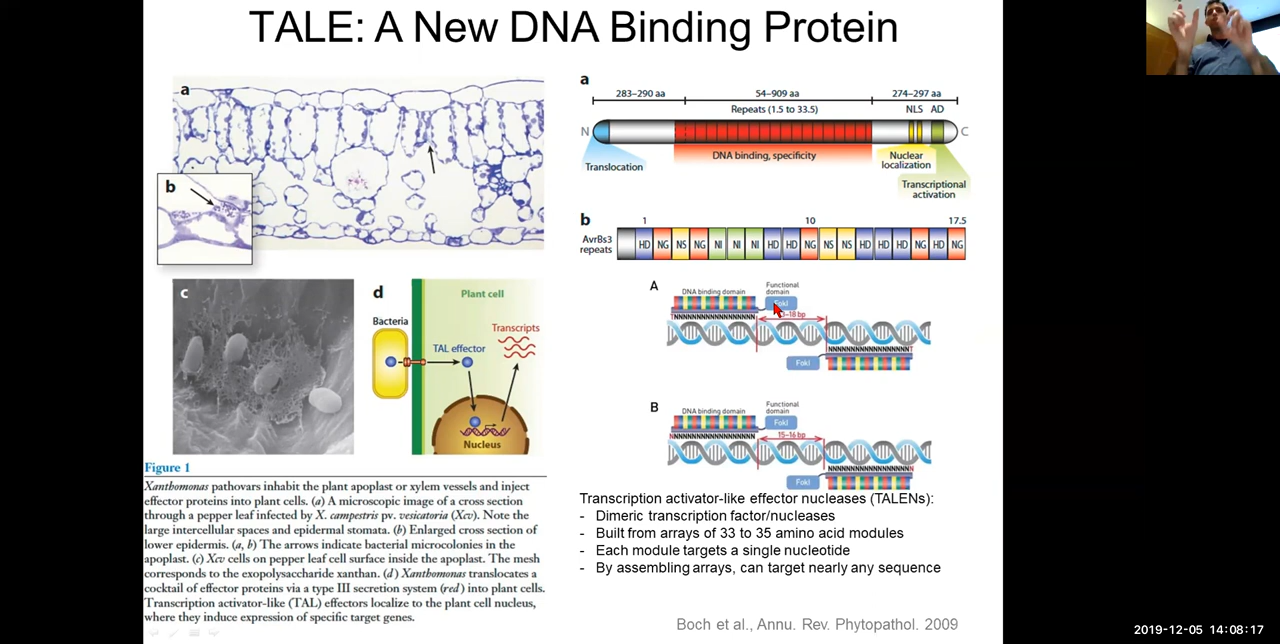 TALE: A New DNA Binding Protein
a
b
c
d
Plant cell
Bacteria
TAL effector
Transcripts
Nucleus
Figure 1
Xanthomonas pathovars inhabit the plant apoplast or xylem vessels and inject
effector proteins into plant cells. (a) A microscopic image of a cross section
through a pepper leaf infected by X. campestris pv. vesicatoria (Xcv). Note the
large intercellular spaces and epidermal stomata. (b) Enlarged cross section of
lower epidermis. (a, b) The arrows indicate bacterial microcolonies in the
apoplast. (c) Xcv cells on pepper leaf cell surface inside the apoplast. The mesh
corresponds to the exopolysaccharide xanthan. (d) Xanthomonas translocates a
cocktail of effector proteins via a type III secretion system (red) into plant cells.
Transcription activator-like (TAL) effectors localize to the plant cell nucleus,
where they induce expression of specific target genes.
a
283–290 aa 54–909 aa 274–297 aa
Repeats (1.5 to 33.5) NLS AD
N C
Translocation
DNA binding, specificity
Nuclear
localization
Transcriptional
activation
b
1 10 17.5
AvrBs3
repeats
HD NG NS NG NI NI NI HD HD NG NS NS HD HD HD NG HD NG
A
DNA binding domain
Functional
domain
FokI
18 bp
TNNNNNNNNNNNNNNNN
NNNNNNNNNNNNNNNNT
FokI
B
DNA binding domain
Functional
domain
FokI
15–16 bp
NNNNNNNNNNNNNNNNN
NNNNNNNNNNNNNNNNN
FokI
Transcription activator-like effector nucleases (TALENs):
- Dimeric transcription factor/nucleases
- Built from arrays of 33 to 35 amino acid modules
- Each module targets a single nucleotide
- By assembling arrays, can target nearly any sequence
Boch et al., Annu. Rev. Phytopathol. 2009
2019-12-05 14:08:17